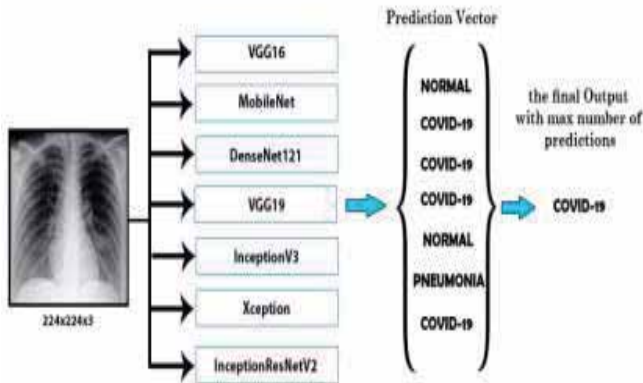 224x224x3
VGG16
MobileNet
DenseNet121
VGG19
InceptionV3
Xception
InceptionResNetV2
Prediction Vector
NORMAL
COVID-19
COVID-19
COVID-19
NORMAL
PNEUMONIA
COVID-19
the final Output
with max number of
predictions
COVID-19